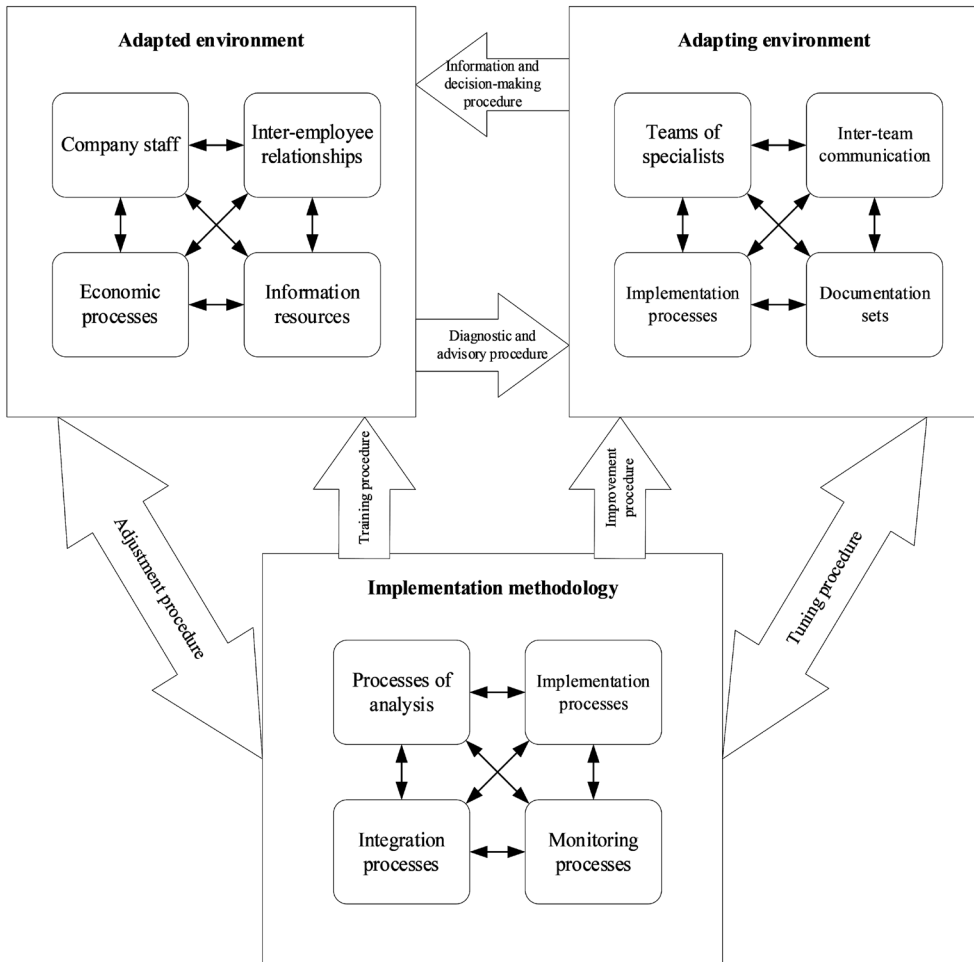 Adapted environment
Company staff
Inter-employee
relationships
Economic
processes
Information
resources
Information and
decision-making
procedure
Diagnostic and
advisory procedure
Adapting environment
Teams of
specialists
Inter-team
communication
Implementation
processes
Documentation
sets
Adjustment procedure
Training procedure
Improvement
procedure
Tuning procedure
Implementation methodology
Processes of
analysis
Implementation
processes
Integration
processes
Monitoring
processes